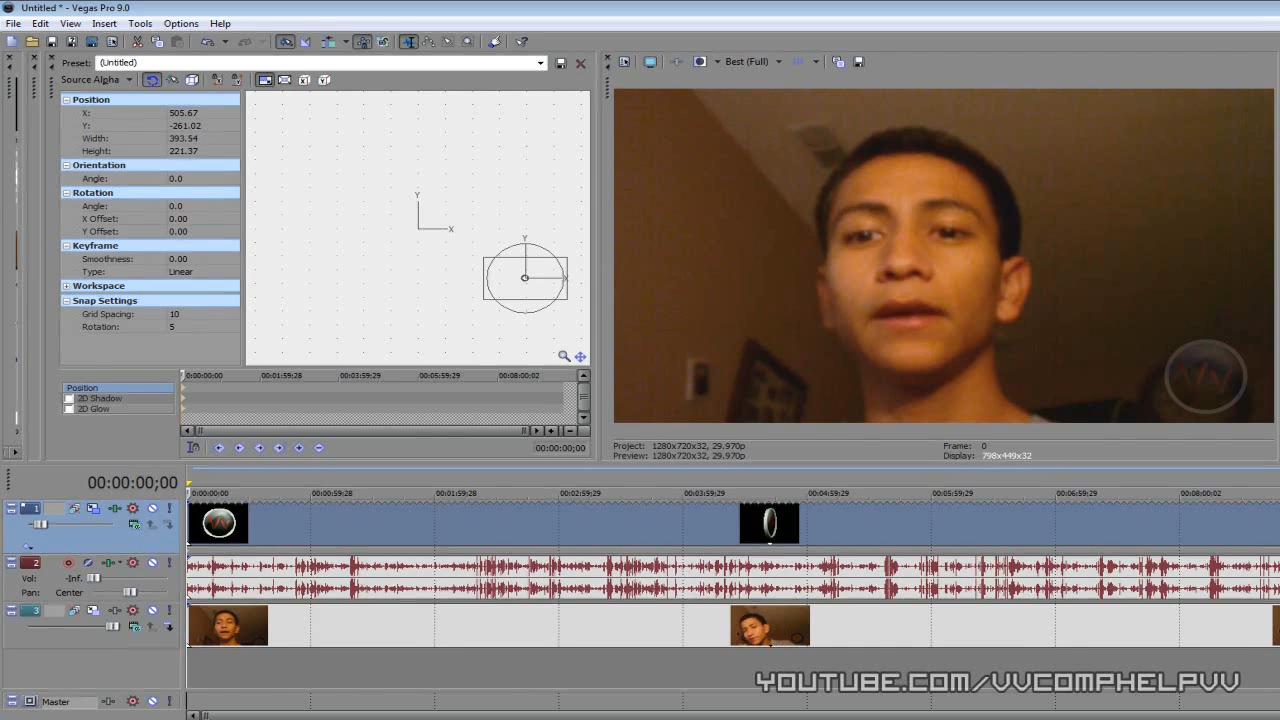 Untitled * - Vegas Pro 9.0
File Edit View Insert Tools Options Help
Preset: (Untitled)
Source Alpha
Best (Full)
Position
X: 505.67
Y: -261.02
Width: 393.54
Height: 221.37
Orientation
Angle: 0.0
Rotation
Angle: 0.0
X Offset: 0.00
Y Offset: 0.00
Keyframe
Smoothness: 0.00
Type: Linear
Workspace
Snap Settings
Grid Spacing: 10
Rotation: 5
Y
X
Y
X
0:00:00:00 00:01:59:28 00:03:59:29 00:05:59:29 00:08:00:02
Position
2D Shadow
2D Glow
00:00:00;00
Project: 1280x720x32, 29.970p
Preview: 1280x720x32, 29.970p
Frame: 0
Display: 798x449x32
00:00:00;00
0:00:00:00 00:00:59:28 00:01:59:28 00:02:59:29 00:03:59:29 00:04:59:29 00:05:59:29 00:06:59:29 00:08:00:02
1
2
Vol: -Inf.
Pan: Center
3
Master
YOUTUBE.COM/VVCOMPHELPVV